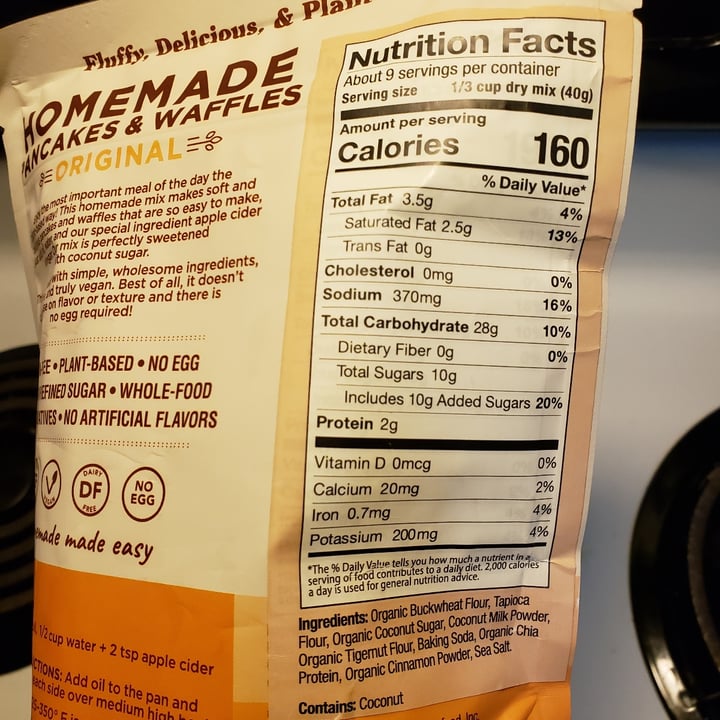 Fluffy, Delicious, & Plan
HOMEMADE
PANCAKES & WAFFLES
ORIGINAL
most important meal of the day the
way! This homemade mix makes soft and
and waffles that are so easy to make,
and our special ingredient apple cider
mix is perfectly sweetened
coconut sugar.
with simple, wholesome ingredients,
and truly vegan. Best of all, it doesn't
on flavor or texture and there is
no egg required!
EE • PLANT-BASED • NO EGG
EFINED SUGAR • WHOLE-FOOD
ATIVES • NO ARTIFICIAL FLAVORS
VEGAN
DAIRY
DF
FREE
NO
EGG
emade made easy
1/2 cup water + 2 tsp apple cider
CTIONS: Add oil to the pan and
each side over medium high
5-350° F
Nutrition Facts
About 9 servings per container
Serving size 1/3 cup dry mix (40g)
Amount per serving
Calories 160
% Daily Value*
Total Fat 3.5g 4%
Saturated Fat 2.5g 13%
Trans Fat 0g
Cholesterol 0mg 0%
Sodium 370mg 16%
Total Carbohydrate 28g 10%
Dietary Fiber 0g 0%
Total Sugars 10g
Includes 10g Added Sugars 20%
Protein 2g
Vitamin D 0mcg 0%
Calcium 20mg 2%
Iron 0.7mg 4%
Potassium 200mg 4%
*The % Daily Value tells you how much a nutrient in a
serving of food contributes to a daily diet. 2,000 calories
a day is used for general nutrition advice.
Ingredients: Organic Buckwheat Flour, Tapioca
Flour, Organic Coconut Sugar, Coconut Milk Powder,
Organic Tigernut Flour, Baking Soda, Organic Chia
Protein, Organic Cinnamon Powder, Sea Salt.
Contains: Coconut